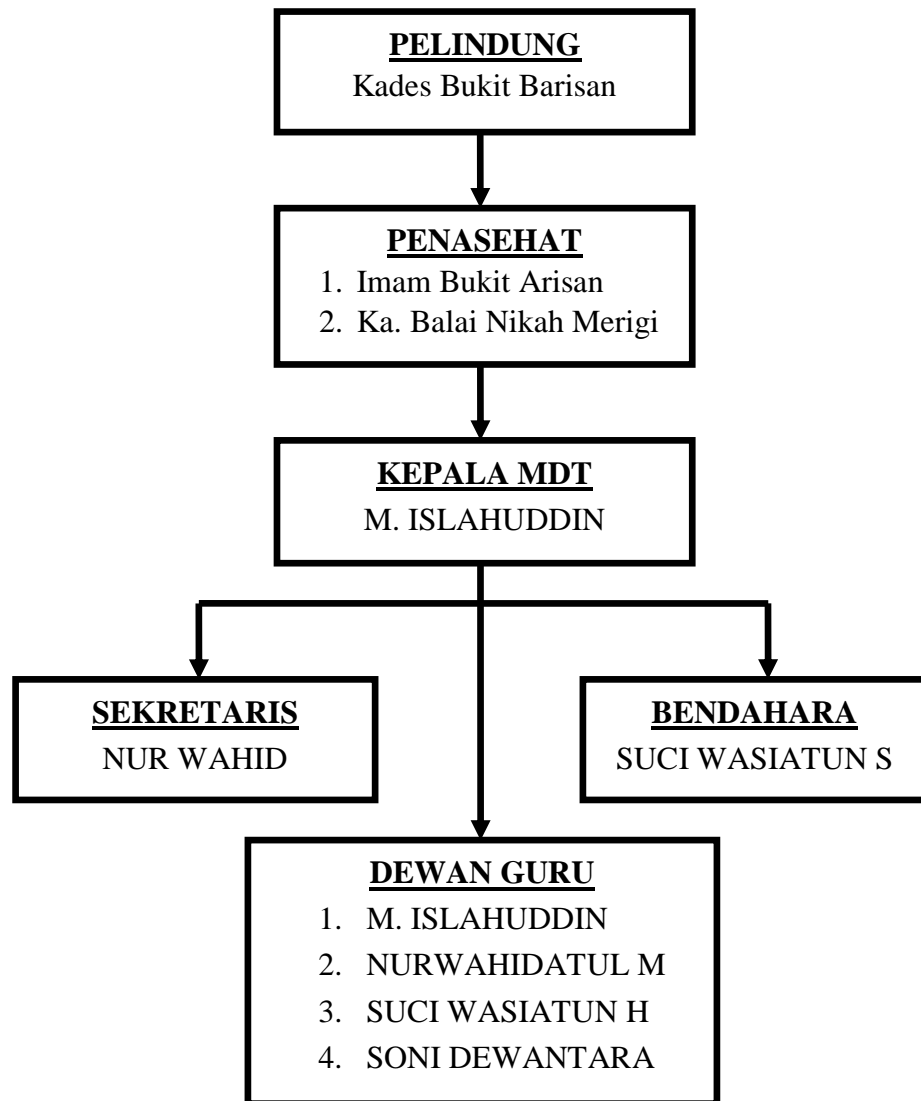 PELINDUNG
Kades Bukit Barisan
PENASEHAT
1. Imam Bukit Arisan
2. Ka. Balai Nikah Merigi
KEPALA MDT
M. ISLAHUDDIN
SEKRETARIS
NUR WAHID
BENDAHARA
SUCI WASIATUN S
DEWAN GURU
1. M. ISLAHUDDIN
2. NURWAHIDATUL M
3. SUCI WASIATUN H
4. SONI DEWANTARA